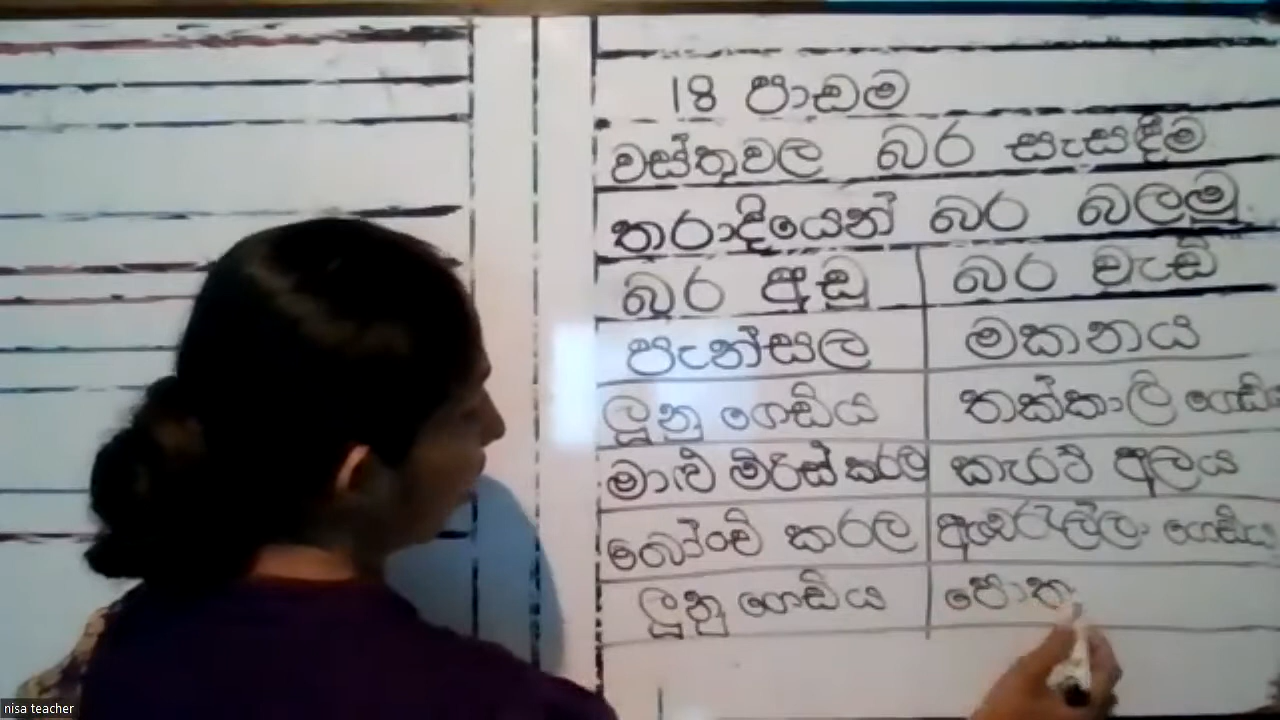 18 පාඩම
වස්තුවල බර සැසඳීම
තරාදියෙන් බර බලමු
බර අඩු බර වැඩි
පැන්සල මකනය
ලූනු ගෙඩිය තක්කාලි ගෙඩිය
මාළු මිරිස් කරල කැරට් අලය
බෝංචි කරල ඇඹරැල්ලා ගෙඩිය
ලූනු ගෙඩිය පොත
nisa teacher